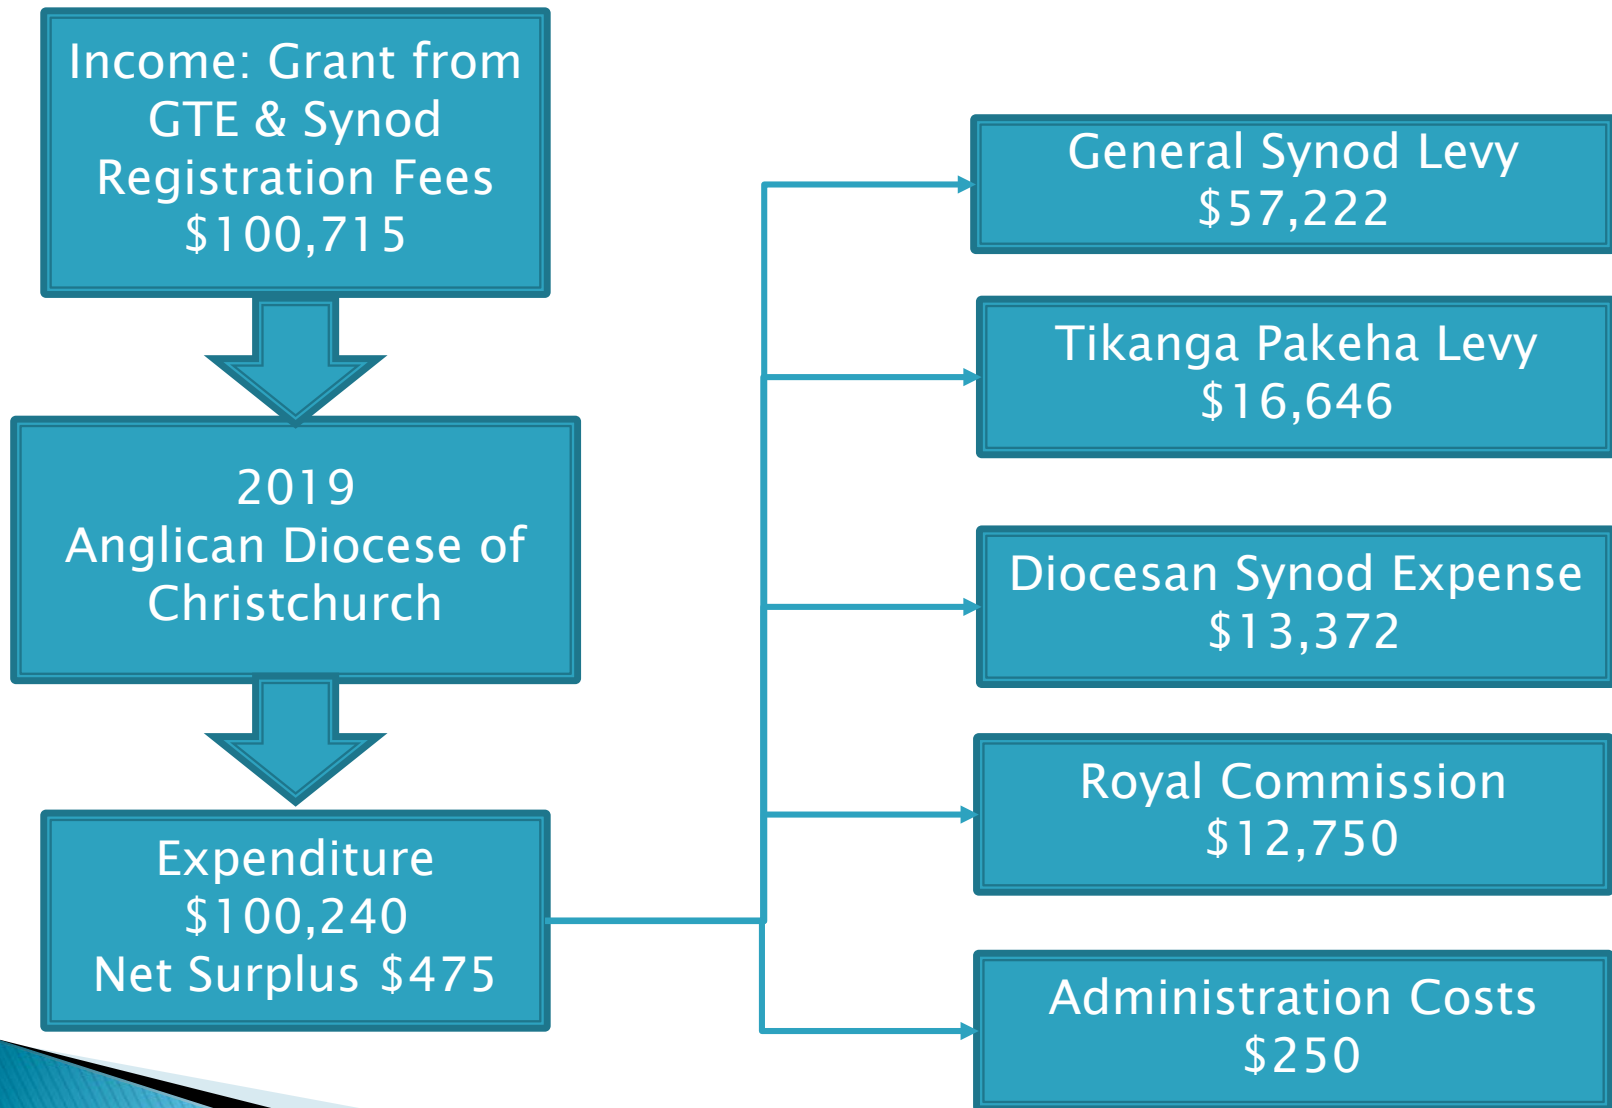 Income: Grant from
GTE & Synod
Registration Fees
$100,715
2019
Anglican Diocese of
Christchurch
Expenditure
$100,240
Net Surplus $475
General Synod Levy
$57,222
Tikanga Pakeha Levy
$16,646
Diocesan Synod Expense
$13,372
Royal Commission
$12,750
Administration Costs
$250